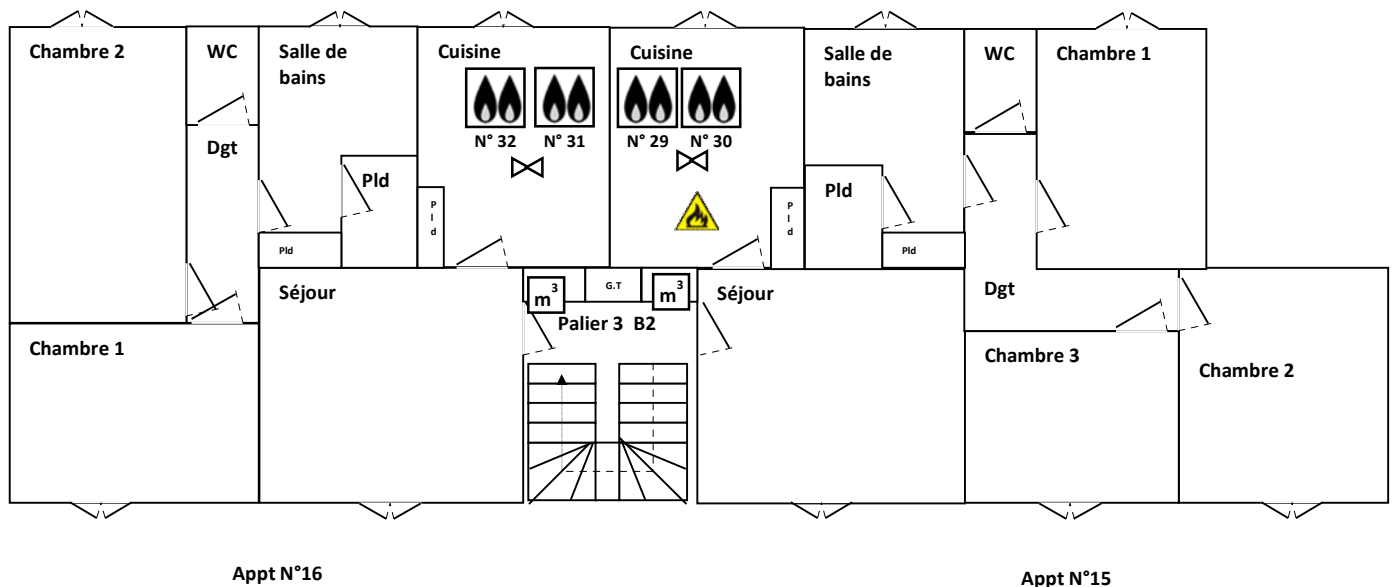 Chambre 2
WC
Salle de
bains
Cuisine
Cuisine
Salle de
bains
WC
Chambre 1
N° 32
N° 31
N° 29
N° 30
Dgt
Pld
Pld
Pld
Pld
Pld
Pld
Séjour
m³
G.T
m³
Séjour
Dgt
Palier 3 B2
Chambre 1
Chambre 3
Chambre 2
Appt N°16
Appt N°15